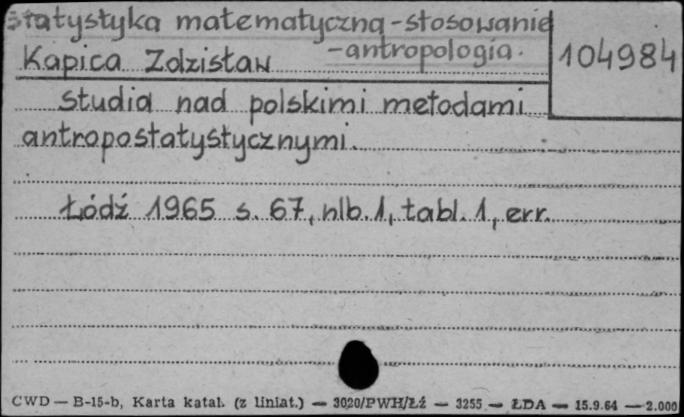 statystyka matematyczna - stosowanie
- antropologia.
Kapica Zdzisław
104984
Studia nad polskimi metodami
antropostatystycznymi.
Łódź 1965 s. 67, nlb. 1, tabl. 1, err.
CWD — B-15-b, Karta katal. (z liniat.) — 3020/PWH/Łź — 3255 — ŁDA — 15.9.64 — 2.000